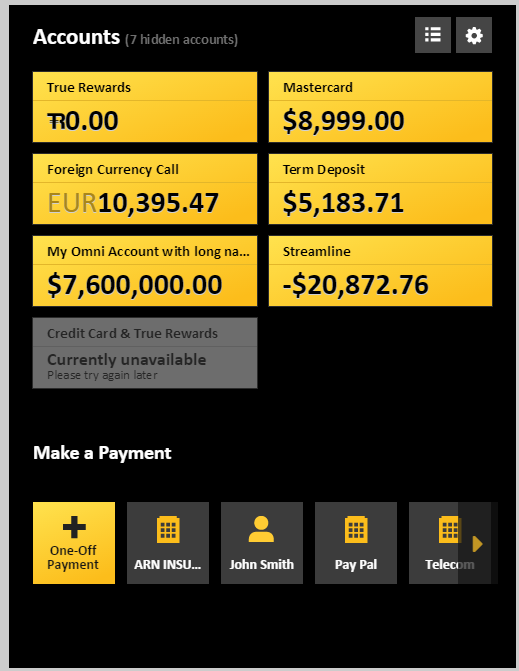 Accounts (7 hidden accounts)
True Rewards
Mastercard
TR0.00
$8,999.00
Foreign Currency Call
Term Deposit
EUR10,395.47
$5,183.71
My Omni Account with long na...
Streamline
$7,600,000.00
-$20,872.76
Credit Card & True Rewards
Currently unavailable
Please try again later
Make a Payment
One-Off
Payment
ARN INSU...
John Smith
Pay Pal
Telecom